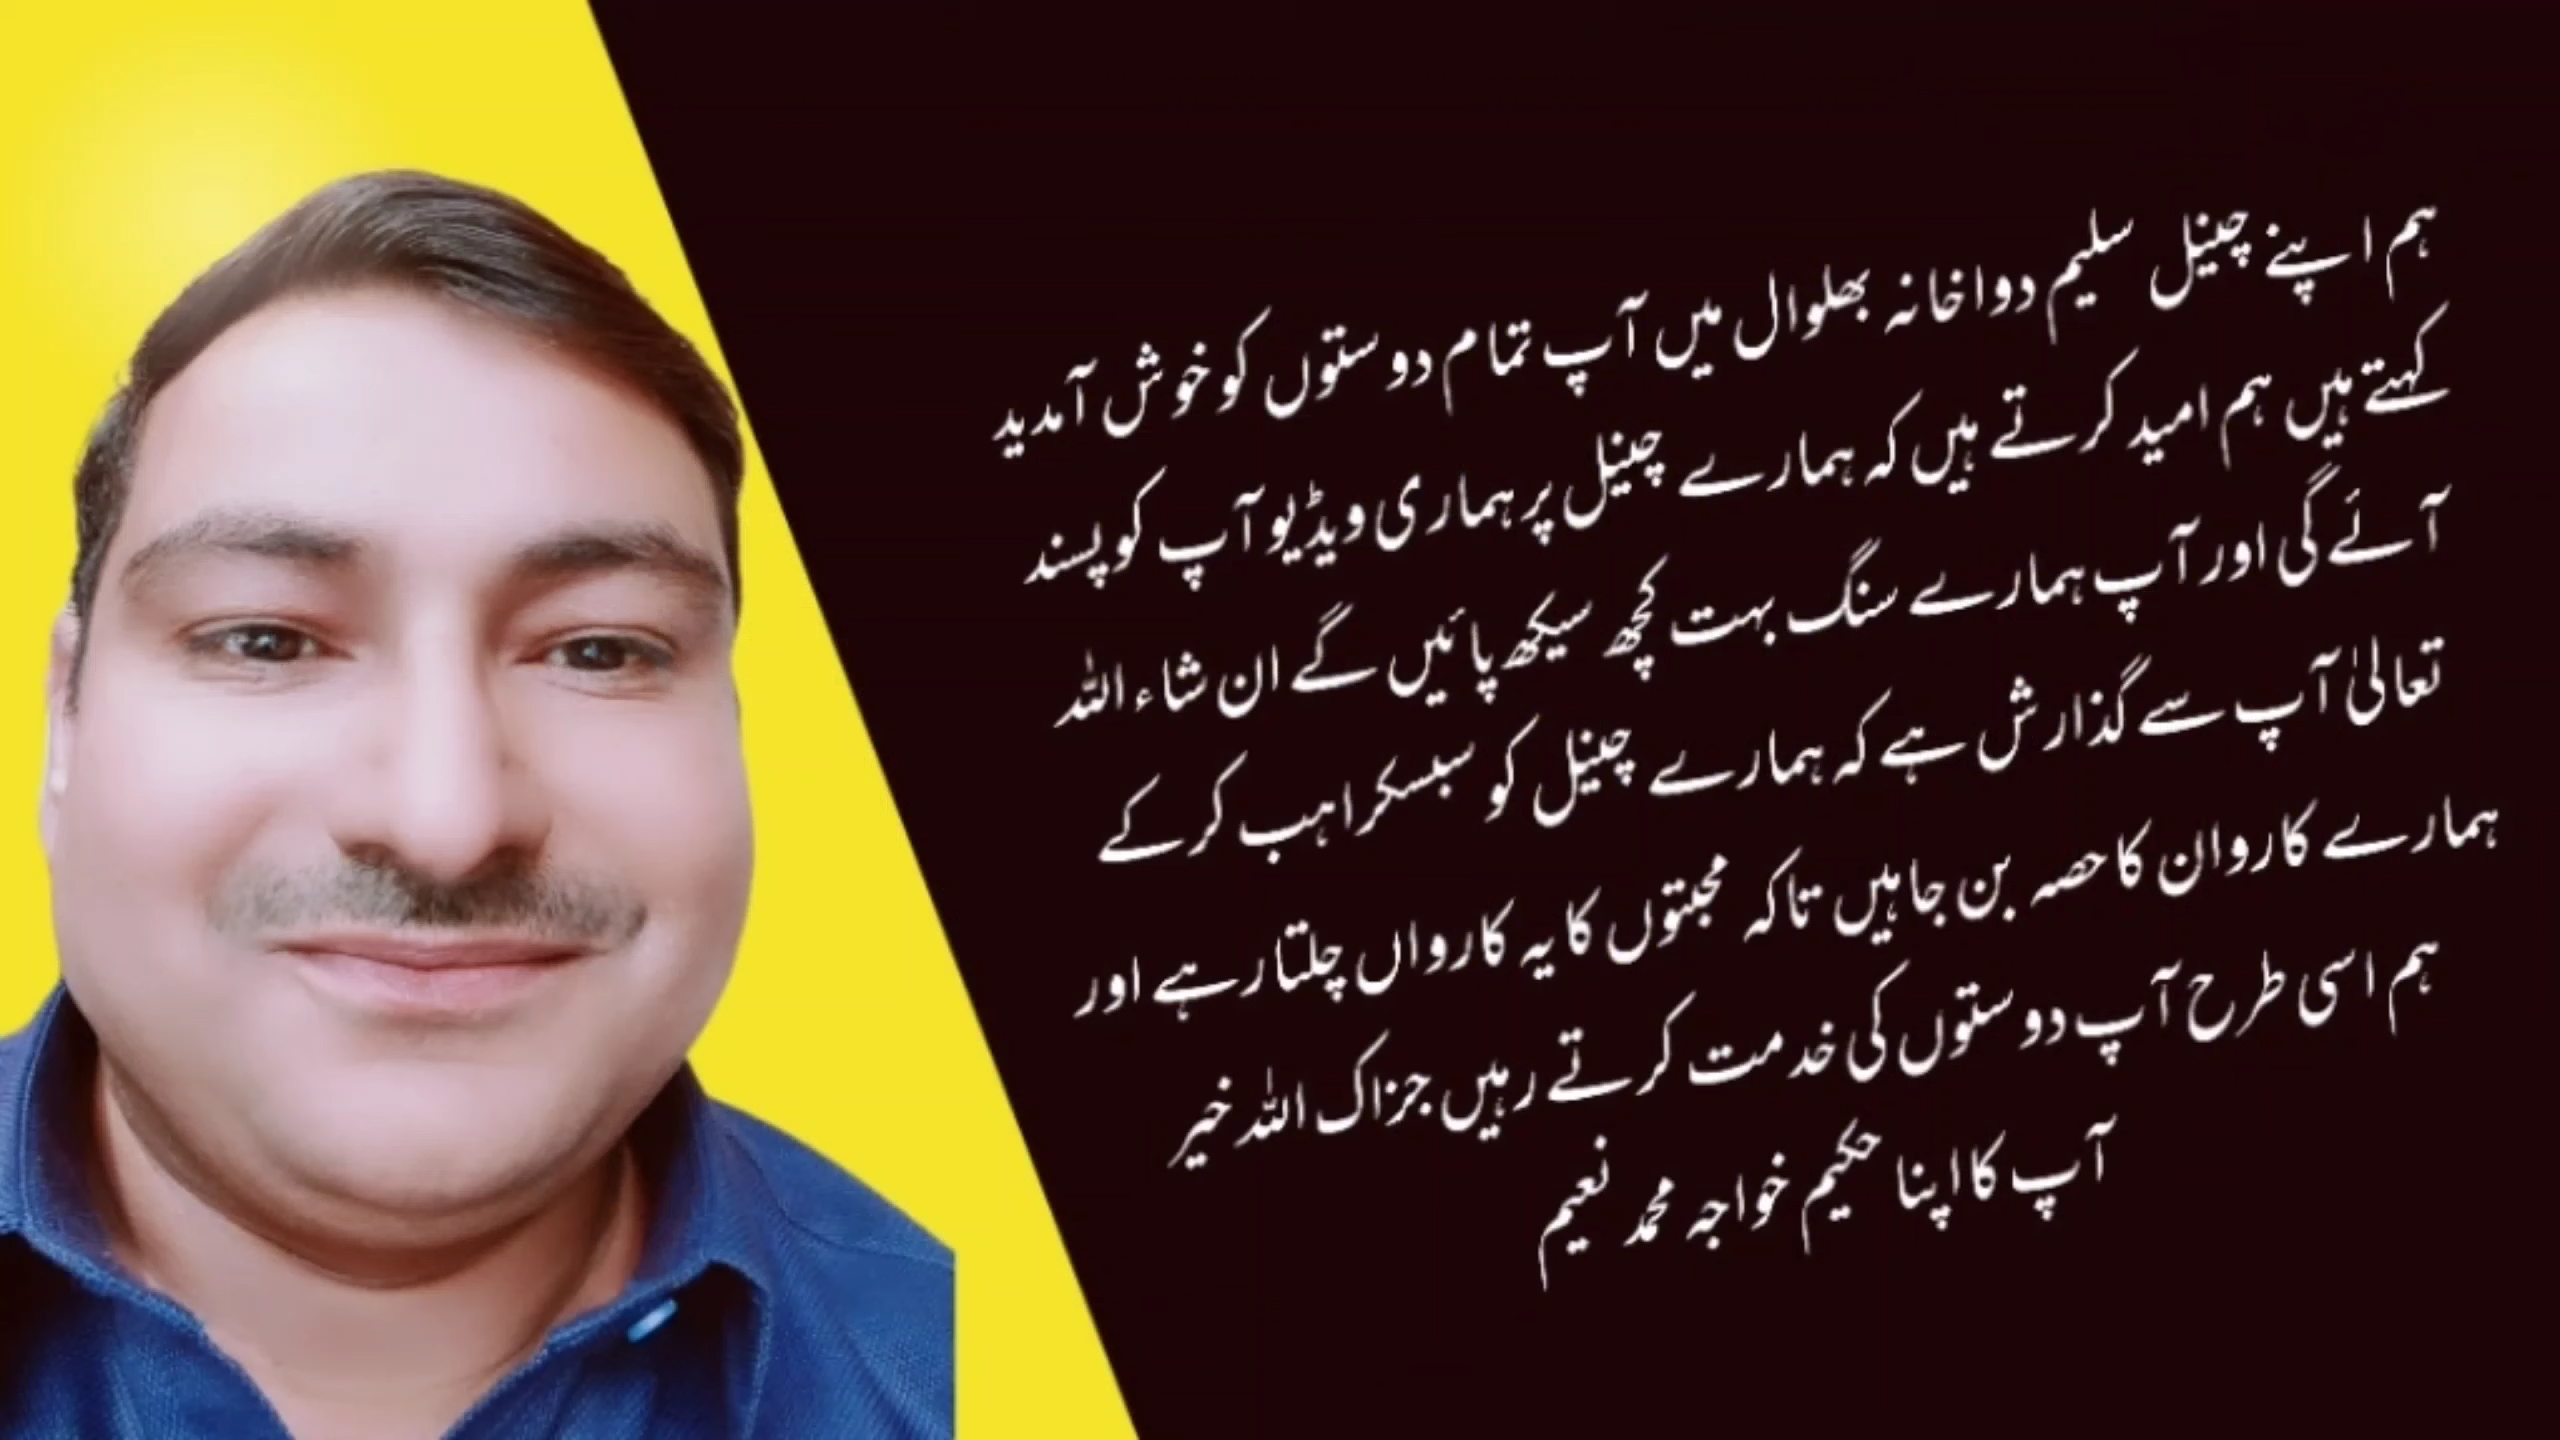 ہم اپنے چینل سلیم دواخانہ بھلوال میں آپ تمام دوستوں کو خوش آمدید
کہتے ہیں ہم امید کرتے ہیں کہ ہمارے چینل پر ہماری ویڈیو آپ کو پسند
آئے گی اور آپ ہمارے سنگ بہت کچھ سیکھ پائیں گے ان شاء اللہ
تعالیٰ آپ سے گذارش ہے کہ ہمارے چینل کو سبسکراہب کر کے
ہمارے کاروان کا حصہ بن جاہیں تاکہ محبتوں کا یہ کارواں چلتا رہے اور
ہم اسی طرح آپ دوستوں کی خدمت کرتے رہیں جزاک اللہ خیر
آپ کا اپنا حکیم خواجہ محمد نعیم